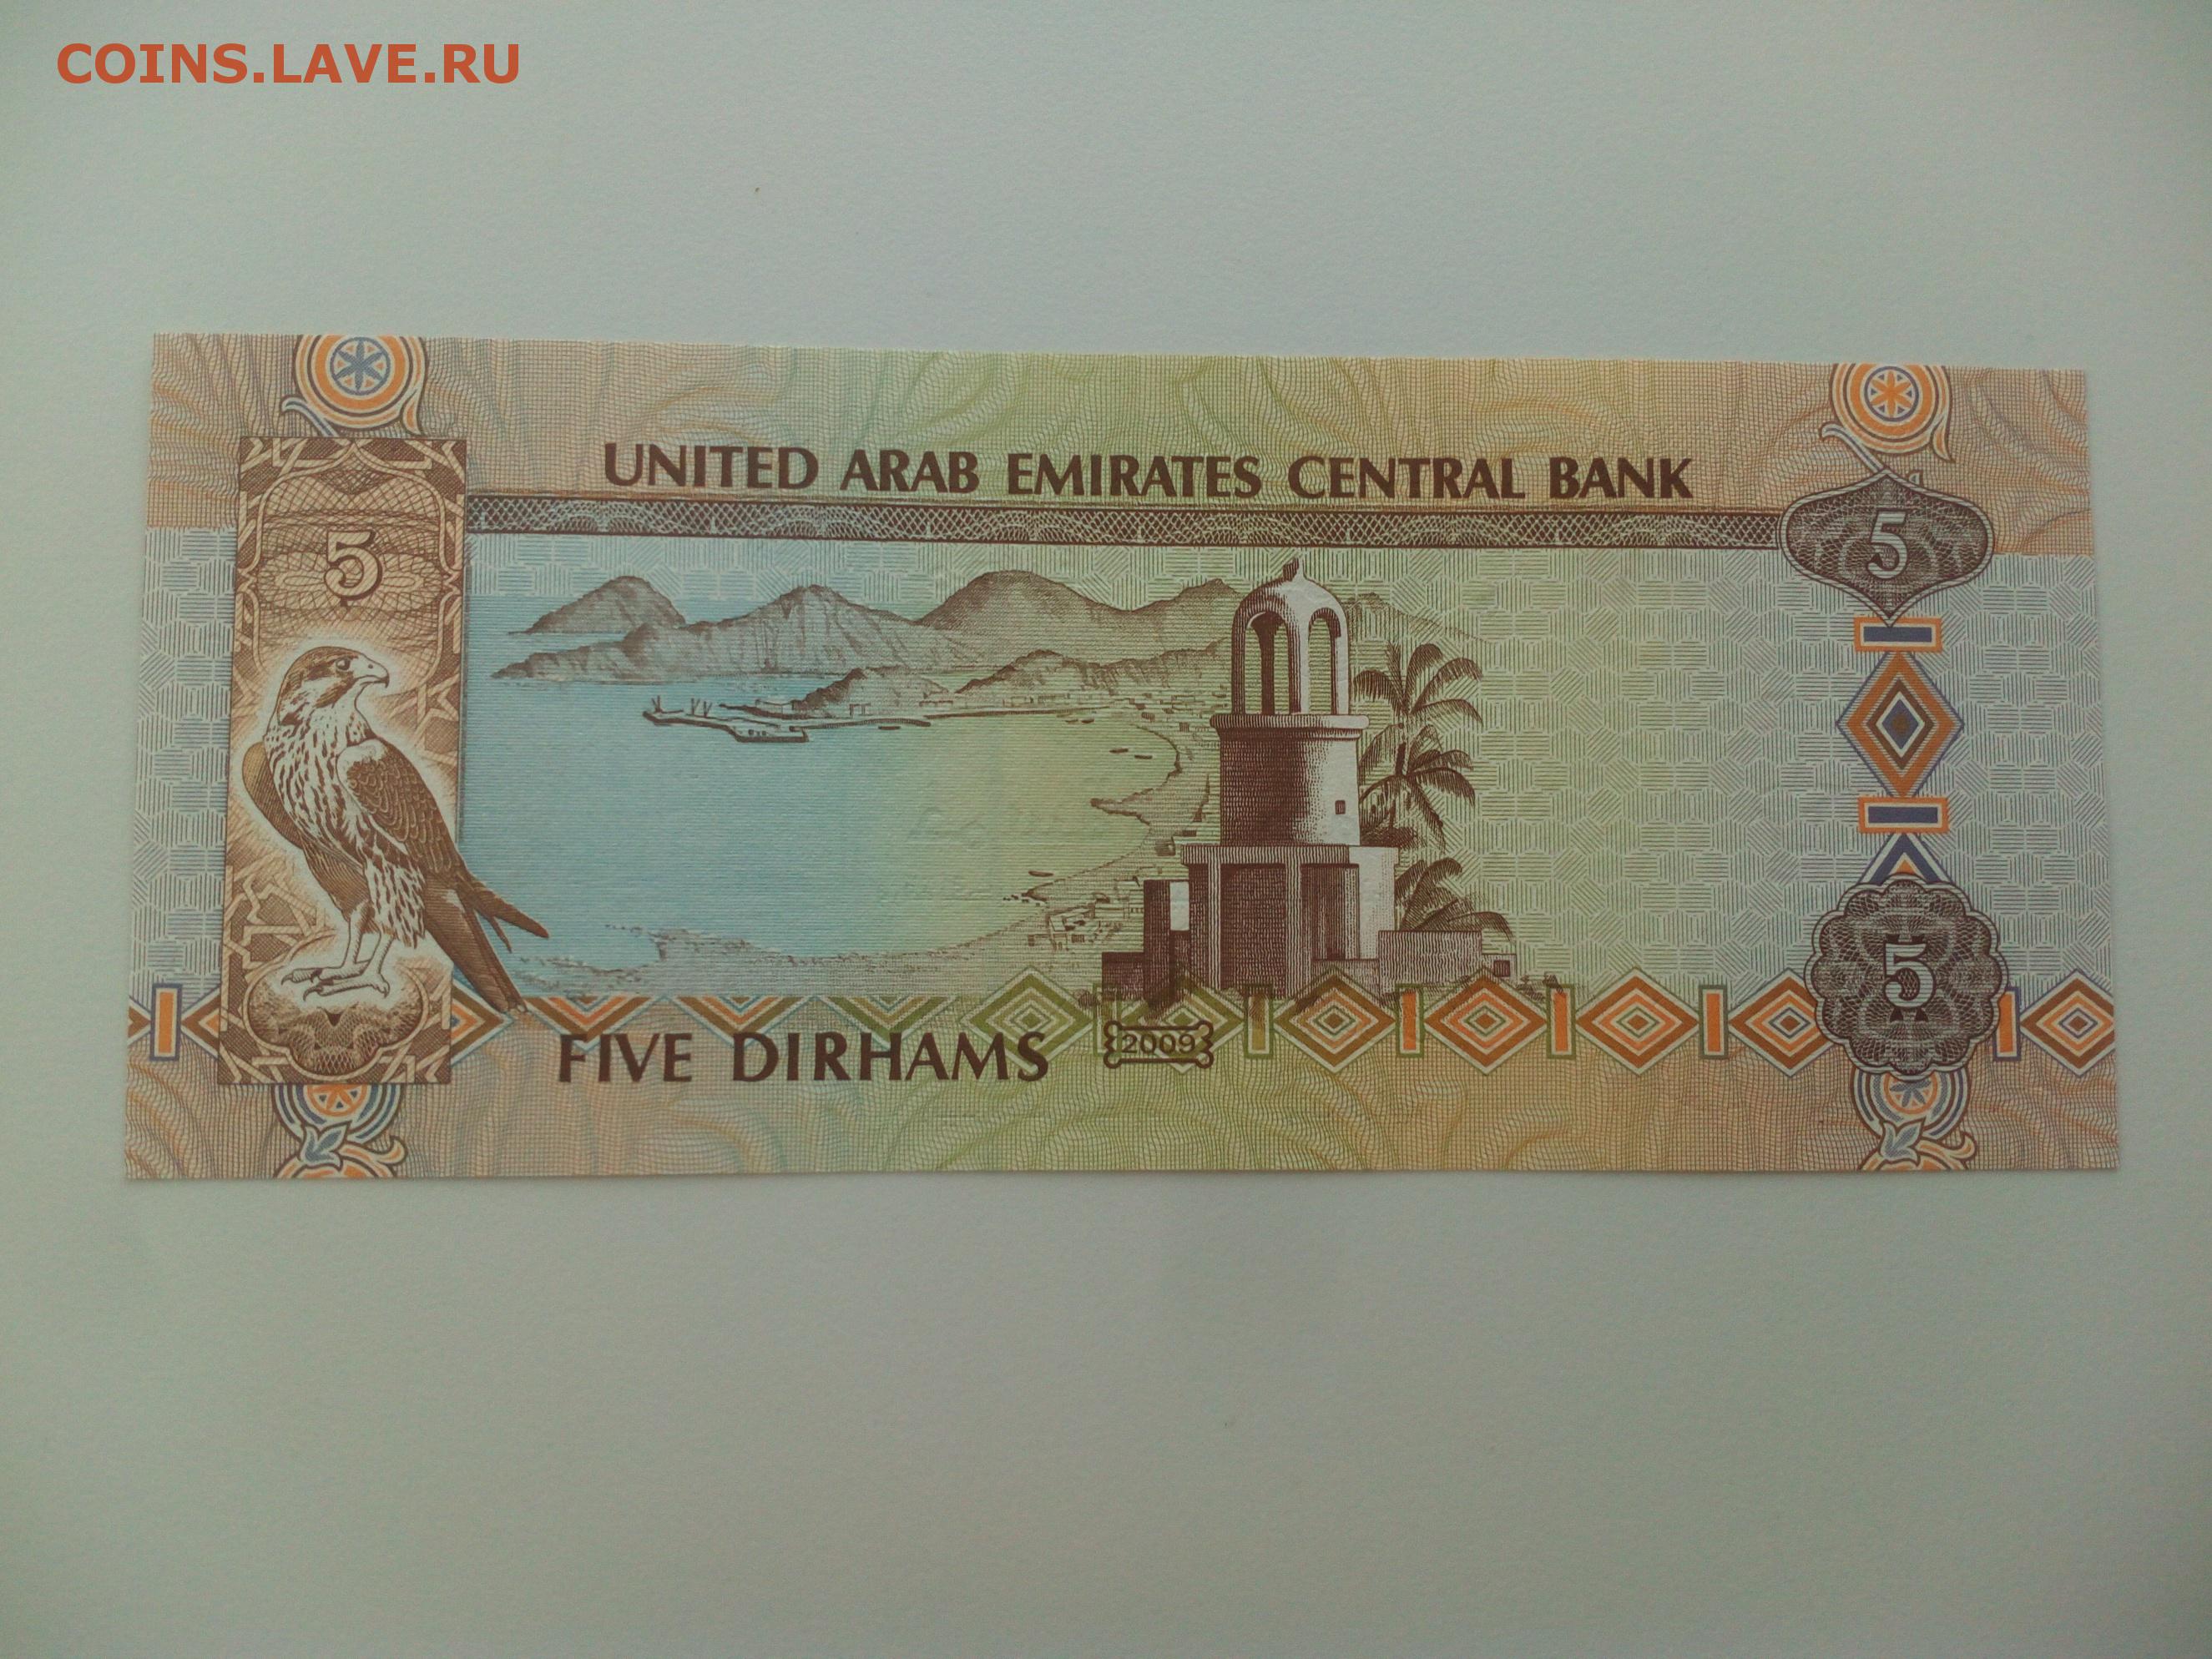 COINS.LAVE.RU
UNITED ARAB EMIRATES CENTRAL BANK
5
5
5
FIVE DIRHAMS
2009